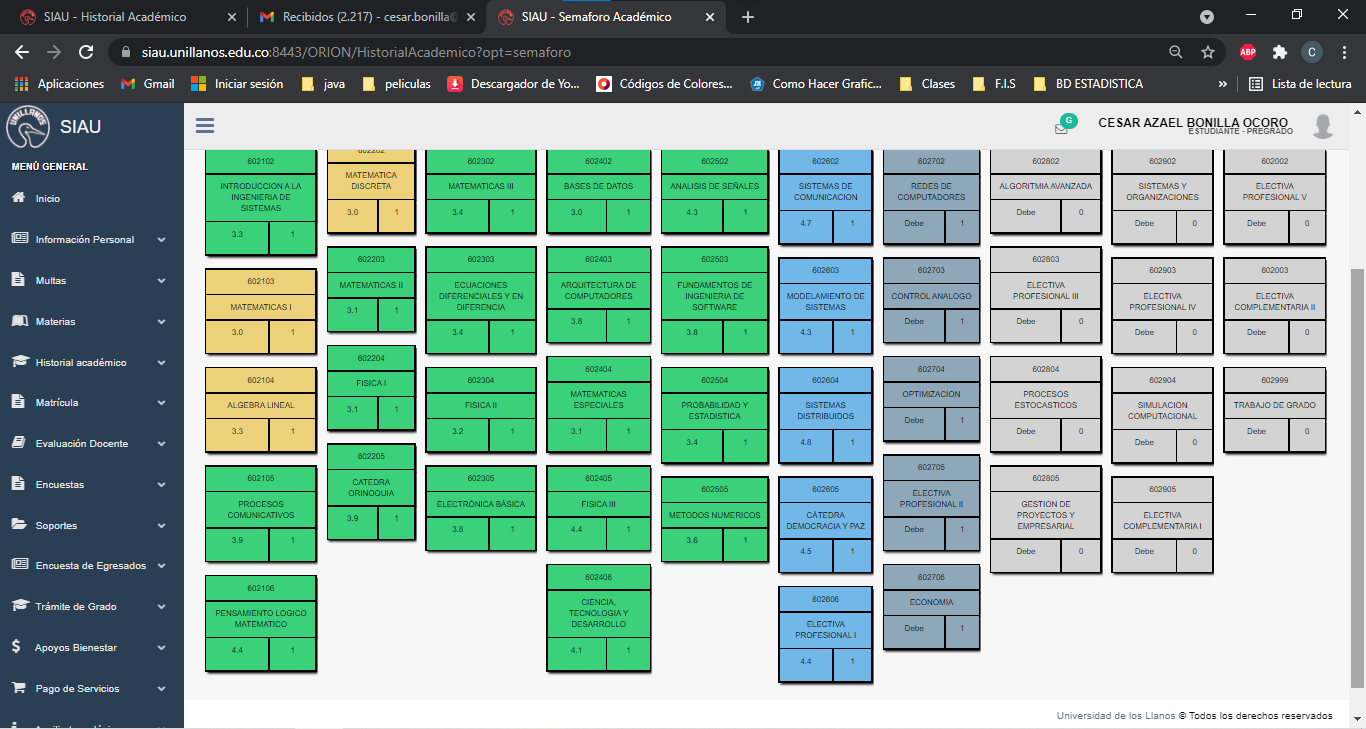 SIAU - Historial Académico
Recibidos (2.217) - cesar.bonilla@
SIAU - Semaforo Académico
siau.unillanos.edu.co:8443/ORION/HistorialAcademico?opt=semaforo
ABP
C
Aplicaciones
Gmail
Iniciar sesión
java
peliculas
Descargador de Yo...
Códigos de Colores...
Como Hacer Grafic...
Clases
F.I.S
BD ESTADISTICA
»
Lista de lectura
UNILLANOS
SIAU
G
CESAR AZAEL BONILLA OCORO
ESTUDIANTE - PREGRADO
MENÚ GENERAL
Inicio
Información Personal
Multas
Materias
Historial académico
Matrícula
Evaluación Docente
Encuestas
Soportes
Encuesta de Egresados
Trámite de Grado
Apoyos Bienestar
Pago de Servicios
602102
INTRODUCCION A LA
INGENIERIA DE
SISTEMAS
3.3 1
602103
MATEMATICAS I
3.0 1
602104
ALGEBRA LINEAL
3.3 1
602105
PROCESOS
COMUNICATIVOS
3.9 1
602106
PENSAMIENTO LOGICO
MATEMATICO
4.4 1
602202
MATEMATICA
DISCRETA
3.0 1
602203
MATEMATICAS II
3.1 1
602204
FISICA I
3.1 1
602205
CATEDRA
ORINOQUIA
3.9 1
602302
MATEMATICAS III
3.4 1
602303
ECUACIONES
DIFERENCIALES Y EN
DIFERENCIA
3.4 1
602304
FISICA II
3.2 1
602305
ELECTRÓNICA BÁSICA
3.8 1
602402
BASES DE DATOS
3.0 1
602403
ARQUITECTURA DE
COMPUTADORES
3.8 1
602404
MATEMATICAS
ESPECIALES
3.1 1
602405
FISICA III
4.4 1
602406
CIENCIA,
TECNOLOGIA Y
DESARROLLO
4.1 1
602502
ANALISIS DE SEÑALES
4.3 1
602503
FUNDAMENTOS DE
INGENIERIA DE
SOFTWARE
3.8 1
602504
PROBABILIDAD Y
ESTADISTICA
3.4 1
602505
METODOS NUMERICOS
3.6 1
602602
SISTEMAS DE
COMUNICACION
4.7 1
602603
MODELAMIENTO DE
SISTEMAS
4.3 1
602604
SISTEMAS
DISTRIBUIDOS
4.8 1
602605
CÁTEDRA
DEMOCRACIA Y PAZ
4.5 1
602606
ELECTIVA
PROFESIONAL I
4.4 1
602702
REDES DE
COMPUTADORES
Debe 1
602703
CONTROL ANALOGO
Debe 1
602704
OPTIMIZACION
Debe 1
602705
ELECTIVA
PROFESIONAL II
Debe 1
602706
ECONOMIA
Debe 1
602802
ALGORITMIA AVANZADA
Debe 0
602803
ELECTIVA
PROFESIONAL III
Debe 0
602804
PROCESOS
ESTOCASTICOS
Debe 0
602805
GESTION DE
PROYECTOS Y
EMPRESARIAL
Debe 0
602902
SISTEMAS Y
ORGANIZACIONES
Debe 0
602903
ELECTIVA
PROFESIONAL IV
Debe 0
602904
SIMULACION
COMPUTACIONAL
Debe 0
602905
ELECTIVA
COMPLEMENTARIA I
Debe 0
602002
ELECTIVA
PROFESIONAL V
Debe 0
602003
ELECTIVA
COMPLEMENTARIA II
Debe 0
602999
TRABAJO DE GRADO
Debe 0
Universidad de los Llanos © Todos los derechos reservados